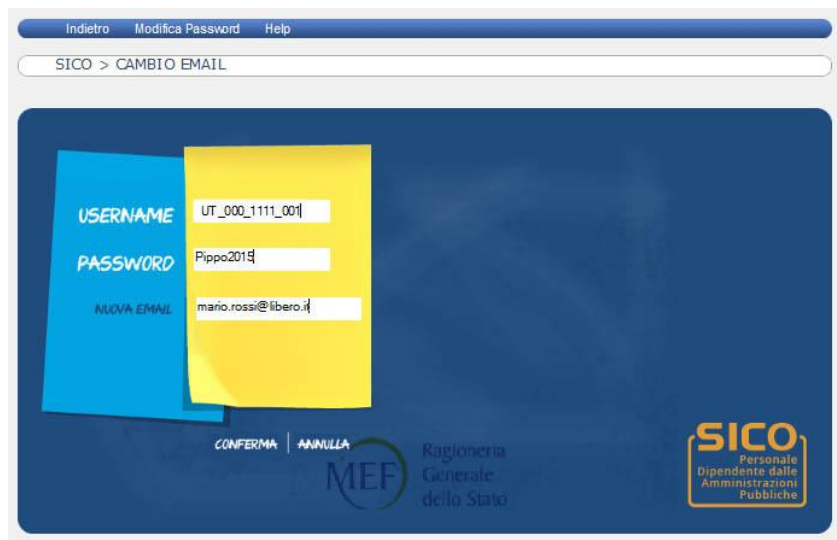 Indietro Modifica Password Help
SICO > CAMBIO EMAIL
USERNAME UT_000_1111_001
PASSWORD Pippo2015
NUOVA EMAIL mario.rossi@libero.it
CONFERMA | ANNULLA
MEF Ragioneria
Generale
dello Stato
SICO
Personale
Dipendente dalle
Amministrazioni
Pubbliche